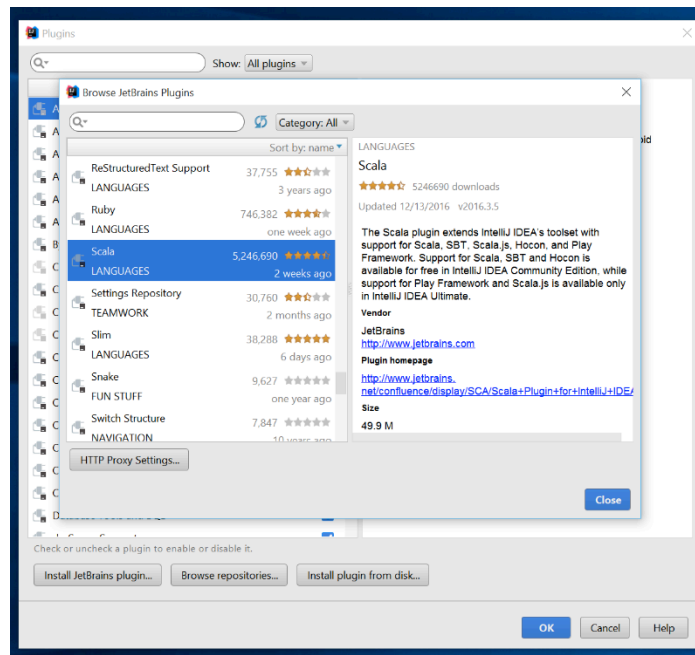 Plugins
Show: All plugins
Browse JetBrains Plugins
Category: All
Sort by: name
ReStructuredText Support 37,755
LANGUAGES 3 years ago
Ruby 746,382
LANGUAGES one week ago
Scala 5,246,690
LANGUAGES 2 weeks ago
Settings Repository 30,760
TEAMWORK 2 months ago
Slim 38,288
LANGUAGES 6 days ago
Snake 9,627
FUN STUFF one year ago
Switch Structure 7,847
NAVIGATION 10 years ago
LANGUAGES
Scala
5246690 downloads
Updated 12/13/2016 v2016.3.5
The Scala plugin extends IntelliJ IDEA's toolset with
support for Scala, SBT, Scala.js, Hocon, and Play
Framework. Support for Scala, SBT and Hocon is
available for free in IntelliJ IDEA Community Edition, while
support for Play Framework and Scala.js is available only
in IntelliJ IDEA Ultimate.
Vendor
JetBrains
http://www.jetbrains.com
Plugin homepage
http://www.jetbrains.
net/confluence/display/SCA/Scala+Plugin+for+IntelliJ+IDEA
Size
49.9 M
HTTP Proxy Settings...
Close
Check or uncheck a plugin to enable or disable it.
Install JetBrains plugin... Browse repositories... Install plugin from disk...
OK Cancel Help